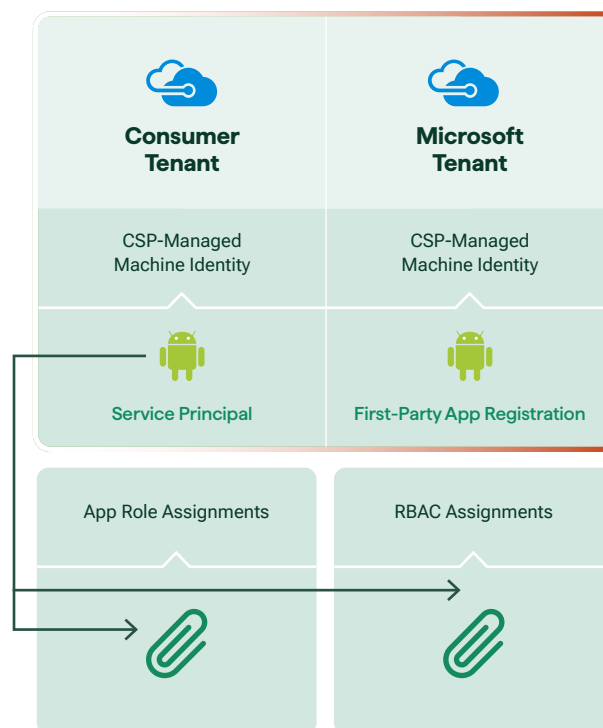 Consumer
Tenant
Microsoft
Tenant
CSP-Managed
Machine Identity
CSP-Managed
Machine Identity
Service Principal
First-Party App Registration
App Role Assignments
RBAC Assignments